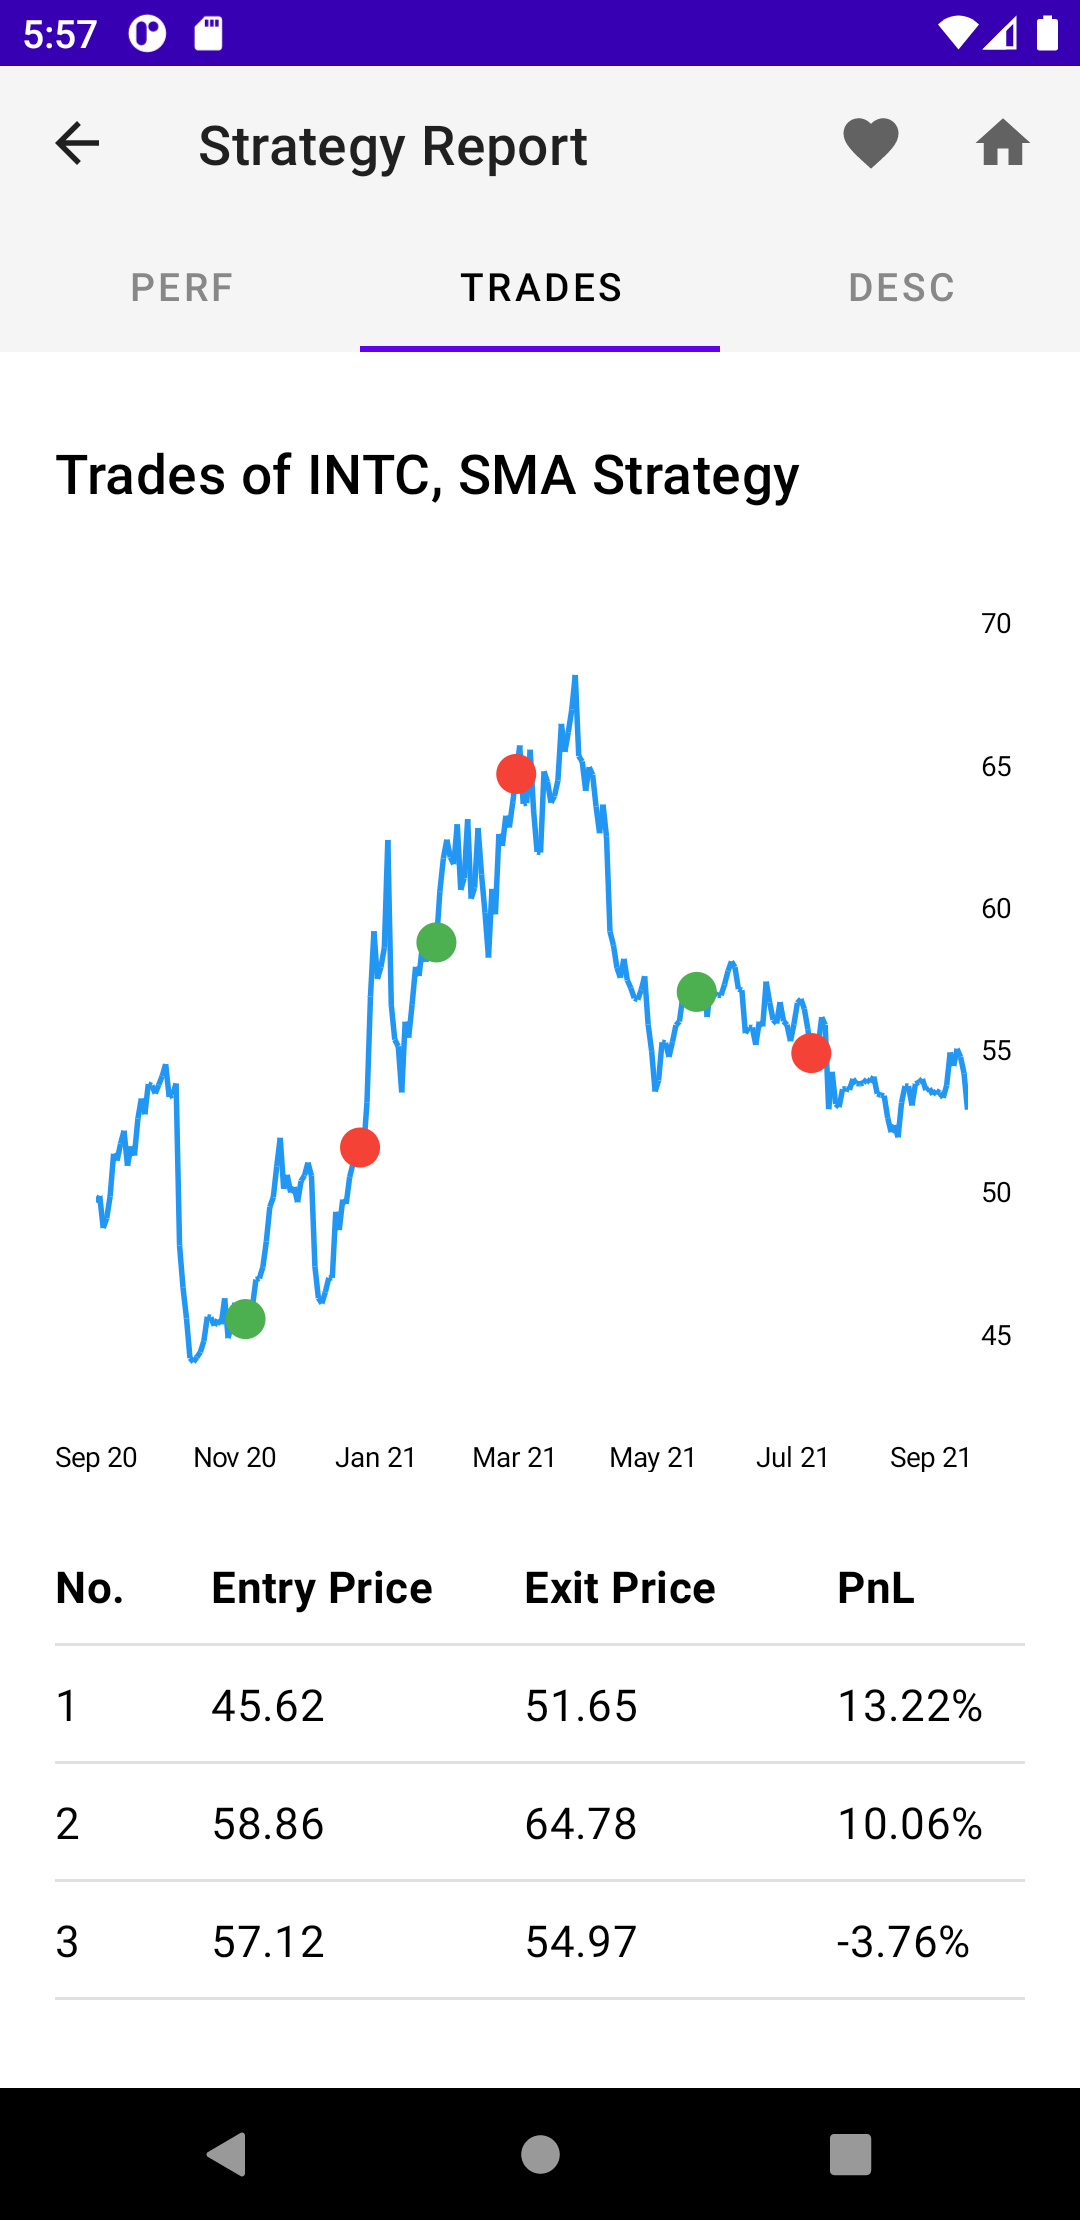 5:57
Strategy Report
PERF TRADES DESC
Trades of INTC, SMA Strategy
70
65
60
55
50
45
Sep 20 Nov 20 Jan 21 Mar 21 May 21 Jul 21 Sep 21
No. Entry Price Exit Price PnL
1 45.62 51.65 13.22%
2 58.86 64.78 10.06%
3 57.12 54.97 -3.76%